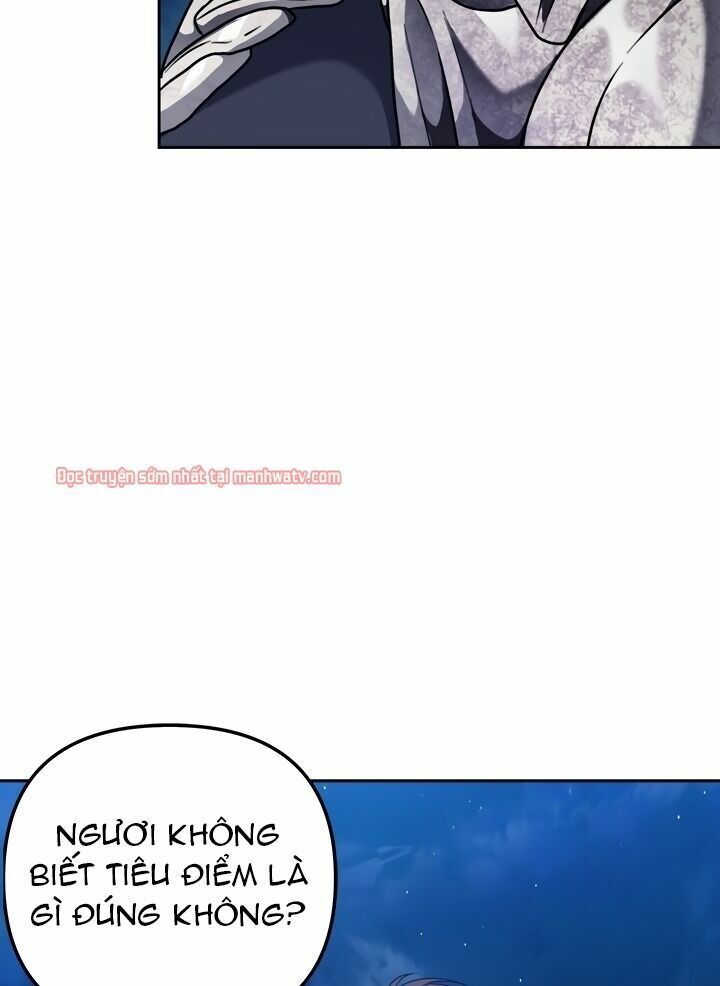 Đọc truyện sớm nhất tại manhwatv.com
NGƯƠI KHÔNG
BIẾT TIÊU ĐIỂM LÀ
GÌ ĐÚNG KHÔNG?